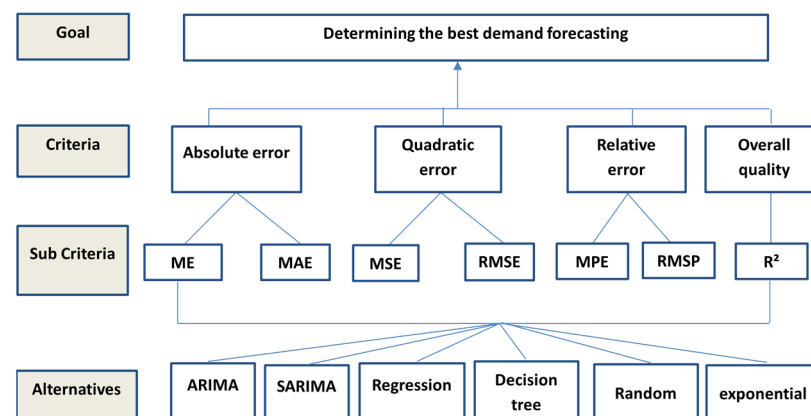 Goal
Determining the best demand forecasting
Criteria
Absolute error
Quadratic
error
Relative
error
Overall
quality
Sub Criteria
ME
MAE
MSE
RMSE
MPE
RMSP
R²
Alternatives
ARIMA
SARIMA
Regression
Decision
tree
Random
exponential